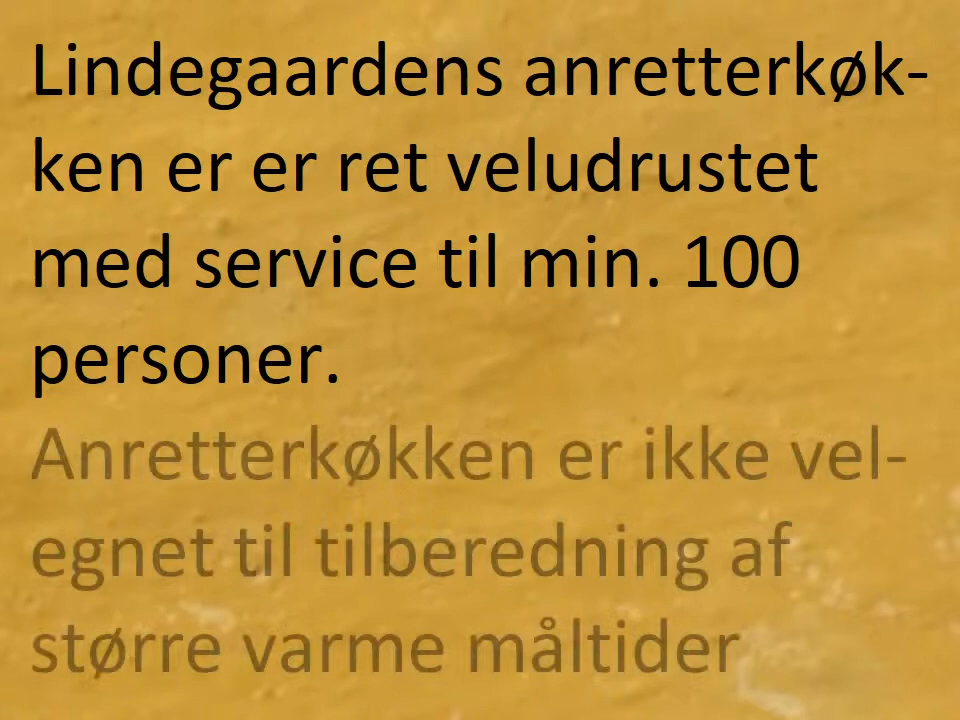 Lindegaardens anretterkøk-
ken er er ret veludrustet
med service til min. 100
personer.
Anretterkøkken er ikke vel-
egnet til tilberedning af
større varme måltider